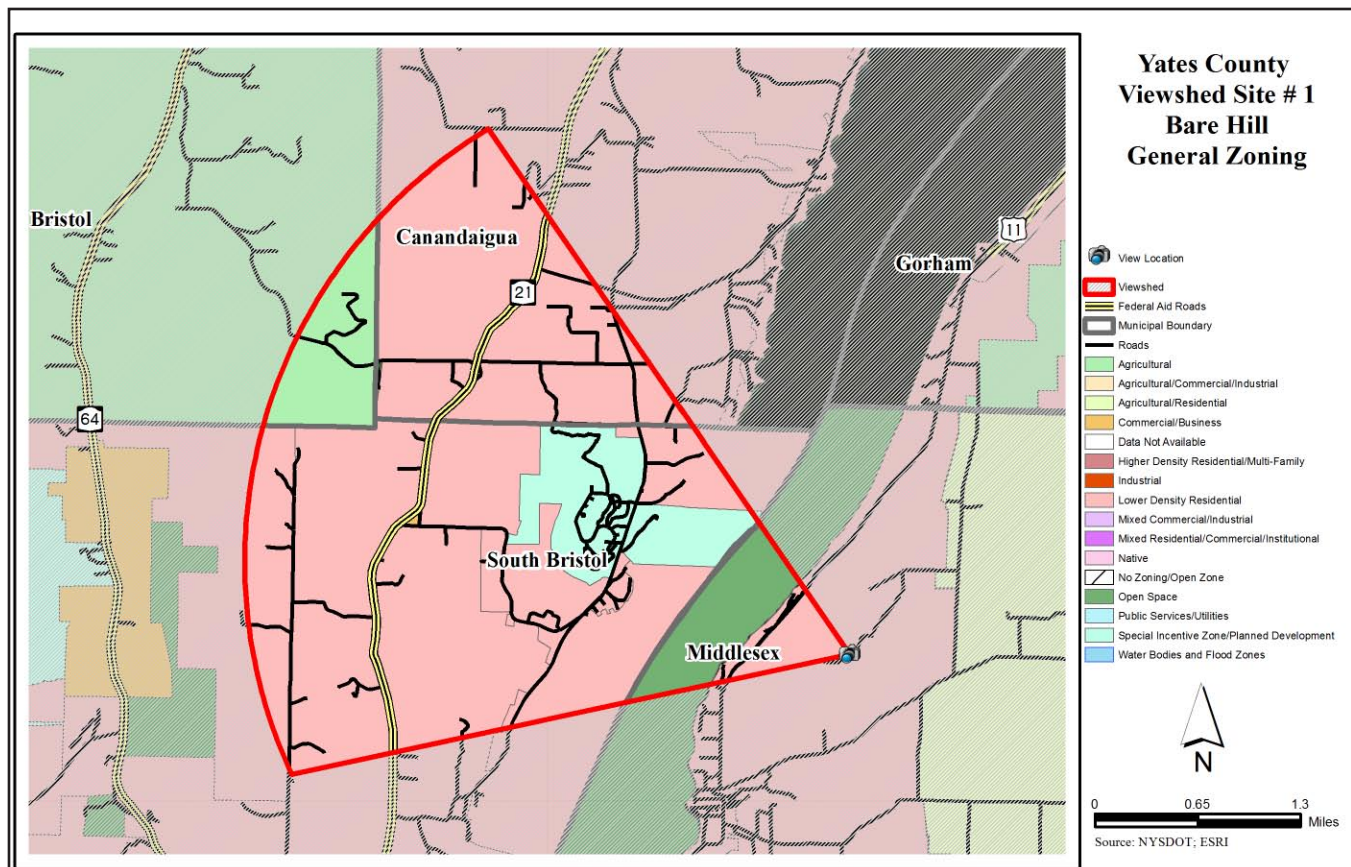 Yates County
Viewshed Site # 1
Bare Hill
General Zoning
Bristol
Canandaigua
Gorham
11
21
64
South Bristol
Middlesex
View Location
Viewshed
Federal Aid Roads
Municipal Boundary
Roads
Agricultural
Agricultural/Commercial/Industrial
Agricultural/Residential
Commercial/Business
Data Not Available
Higher Density Residential/Multi-Family
Industrial
Lower Density Residential
Mixed Commercial/Industrial
Mixed Residential/Commercial/Institutional
Native
No Zoning/Open Zone
Open Space
Public Services/Utilities
Special Incentive Zone/Planned Development
Water Bodies and Flood Zones
N
0 0.65 1.3
Miles
Source: NYSDOT; ESRI